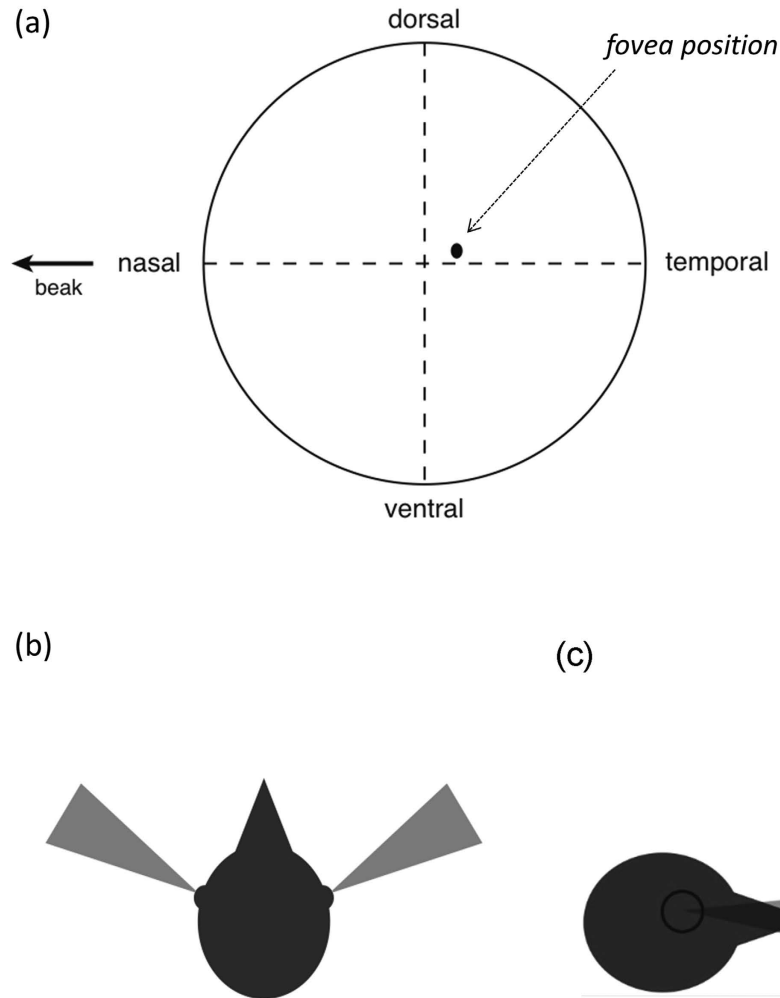 (a)
dorsal
fovea position
nasal
temporal
beak
ventral
(b)
(c)